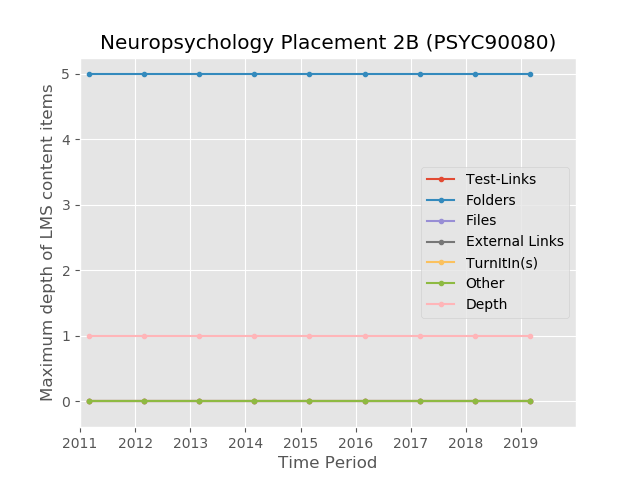 Neuropsychology Placement 2B (PSYC90080)
Maximum depth of LMS content items
5
4
3
2
1
0
Test-Links
Folders
Files
External Links
TurnItIn(s)
Other
Depth
2011 2012 2013 2014 2015 2016 2017 2018 2019
Time Period